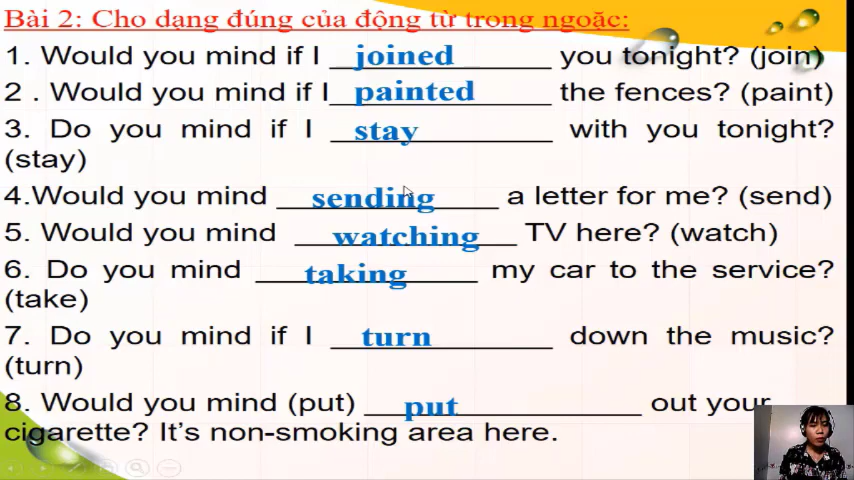 Bài 2: Cho dạng đúng của động từ trong ngoặc:
1. Would you mind if I joined you tonight? (join)
2 . Would you mind if I painted the fences? (paint)
3. Do you mind if I stay with you tonight?
(stay)
4.Would you mind sending a letter for me? (send)
5. Would you mind watching TV here? (watch)
6. Do you mind taking my car to the service?
(take)
7. Do you mind if I turn down the music?
(turn)
8. Would you mind (put) put out your
cigarette? It's non-smoking area here.